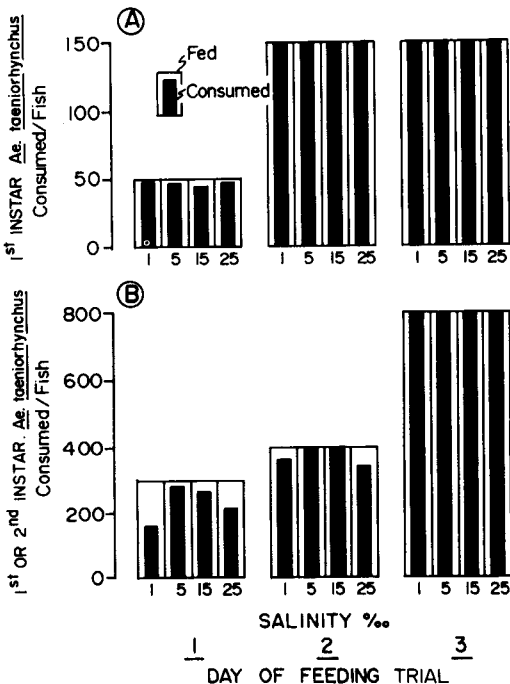 A
1st INSTAR Ae. taeniorhynchus
Consumed/Fish
150
100
50
0
Fed
Consumed
1 5 15 25 1 5 15 25 1 5 15 25
B
1st OR 2nd INSTAR. Ae. taeniorhynchus
Consumed/Fish
800
600
400
200
0
1 5 15 25 1 5 15 25 1 5 15 25
SALINITY ‰
1 2 3
DAY OF FEEDING TRIAL